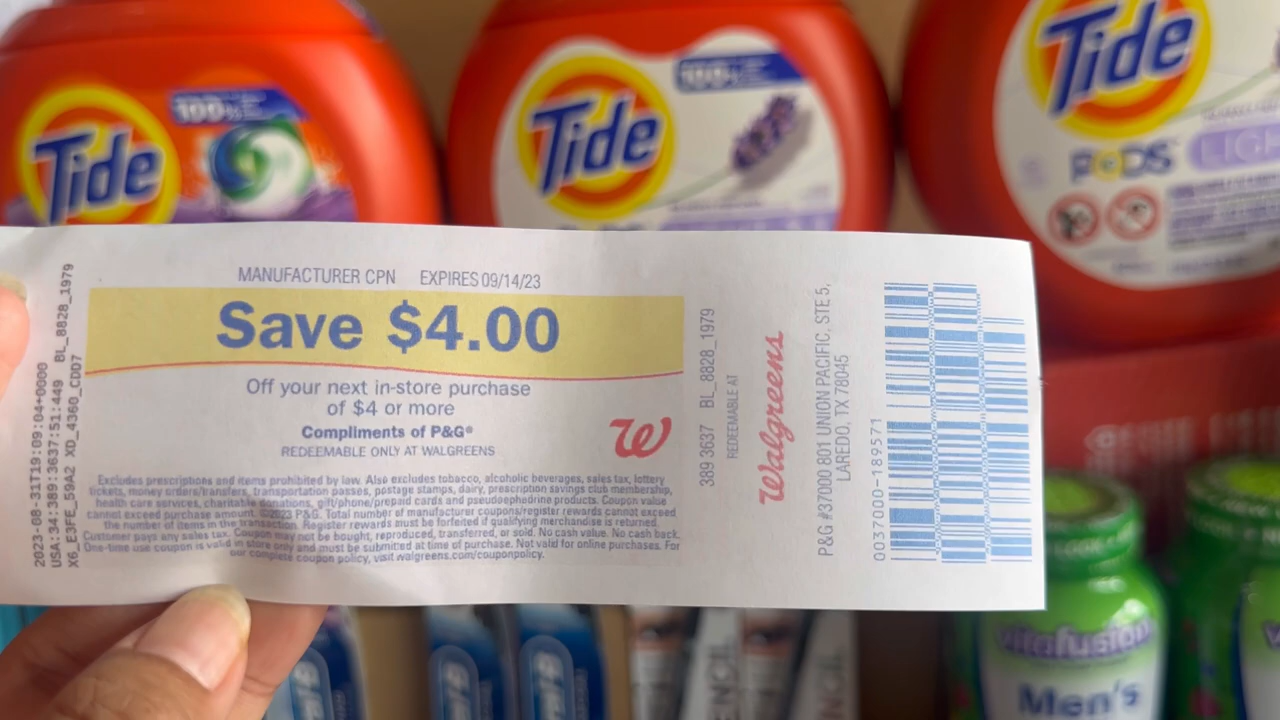 Tide
100%
Tide
100%
Tide
PODS
LIGHT
MANUFACTURER CPN EXPIRES 09/14/23
Save $4.00
Off your next in-store purchase
of $4 or more
Compliments of P&G®
REDEEMABLE ONLY AT WALGREENS
W
Excludes prescriptions and items prohibited by law. Also excludes tobacco, alcoholic beverages, sales tax, lottery
tickets, money orders/transfers, transportation passes, postage stamps, dairy, prescription savings club membership,
health care services, charitable donations, gift/phone/prepaid cards and pseudoephedrine products. Coupon value
cannot exceed purchase amount. ©2023 P&G. Total number of manufacturer coupons/register rewards cannot exceed
the number of items in the transaction. Register rewards must be forfeited if qualifying merchandise is returned.
Customer pays any sales tax. Coupon may not be bought, reproduced, transferred, or sold. No cash value. No cash back.
One-time use coupon is valid in store only and must be submitted at time of purchase. Not valid for online purchases. For
our complete coupon policy, visit walgreens.com/couponpolicy.
2023-08-31T19:09:04+0000
USA:34:389:3637:51:449 BL_8828_1979
X6_E3FE_59A2 XD_4360_CDD7
389 3637 BL_8828_1979
REDEEMABLE AT
Walgreens
P&G #37000 801 UNION PACIFIC, STE 5,
LAREDO, TX 78045
0037000-189571
vitafusion
Men's